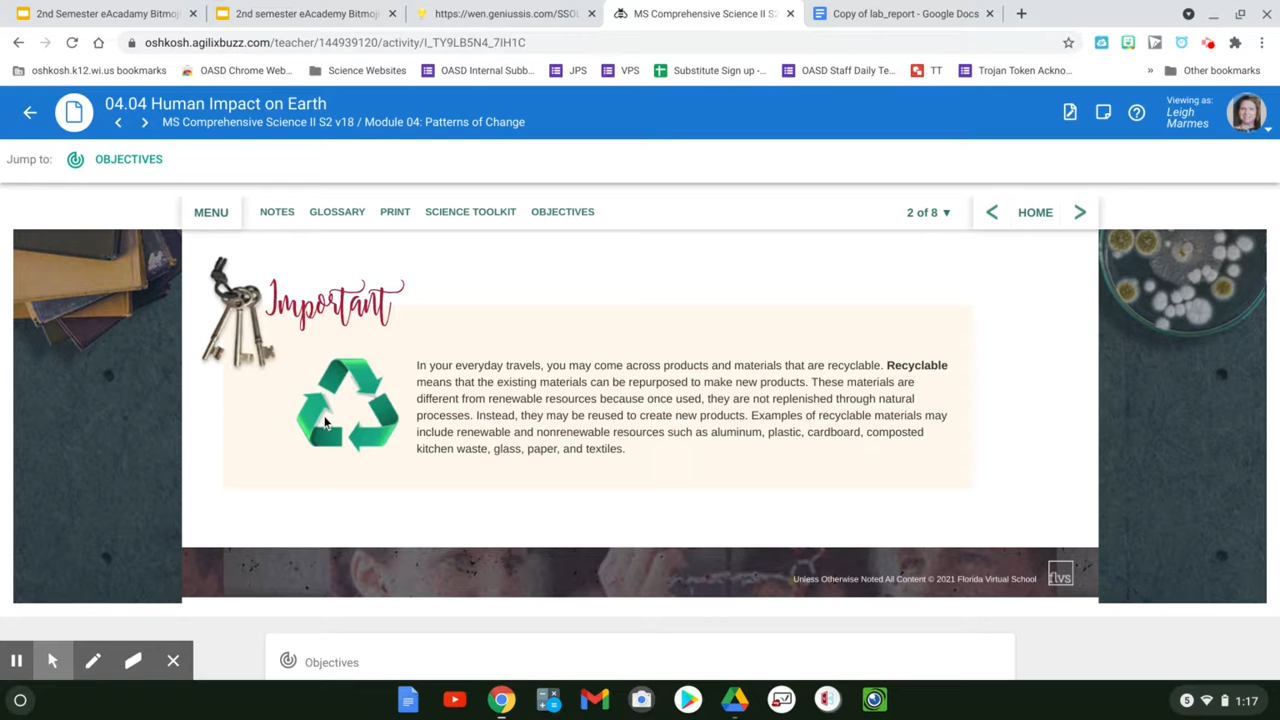 2nd Semester eAcadamy Bitmoji
2nd semester eAcademy Bitmoji
https://wen.geniussis.com/SSOL
MS Comprehensive Science II S2
Copy of lab_report - Google Docs
oshkosh.agilixbuzz.com/teacher/144939120/activity/I_TY9LB5N4_7IH1C
oshkosh.k12.wi.us bookmarks
OASD Chrome Web...
Science Websites
OASD Internal Subb...
JPS
VPS
Substitute Sign up -...
OASD Staff Daily Te...
TT
Trojan Token Ackno...
»
Other bookmarks
04.04 Human Impact on Earth
MS Comprehensive Science II S2 v18 / Module 04: Patterns of Change
Viewing as:
Leigh
Marmes
Jump to:
OBJECTIVES
MENU
NOTES
GLOSSARY
PRINT
SCIENCE TOOLKIT
OBJECTIVES
2 of 8 ▼
HOME
Important
In your everyday travels, you may come across products and materials that are recyclable. Recyclable
means that the existing materials can be repurposed to make new products. These materials are
different from renewable resources because once used, they are not replenished through natural
processes. Instead, they may be reused to create new products. Examples of recyclable materials may
include renewable and nonrenewable resources such as aluminum, plastic, cardboard, composted
kitchen waste, glass, paper, and textiles.
Unless Otherwise Noted All Content © 2021 Florida Virtual School
flvs
Objectives
5
1:17